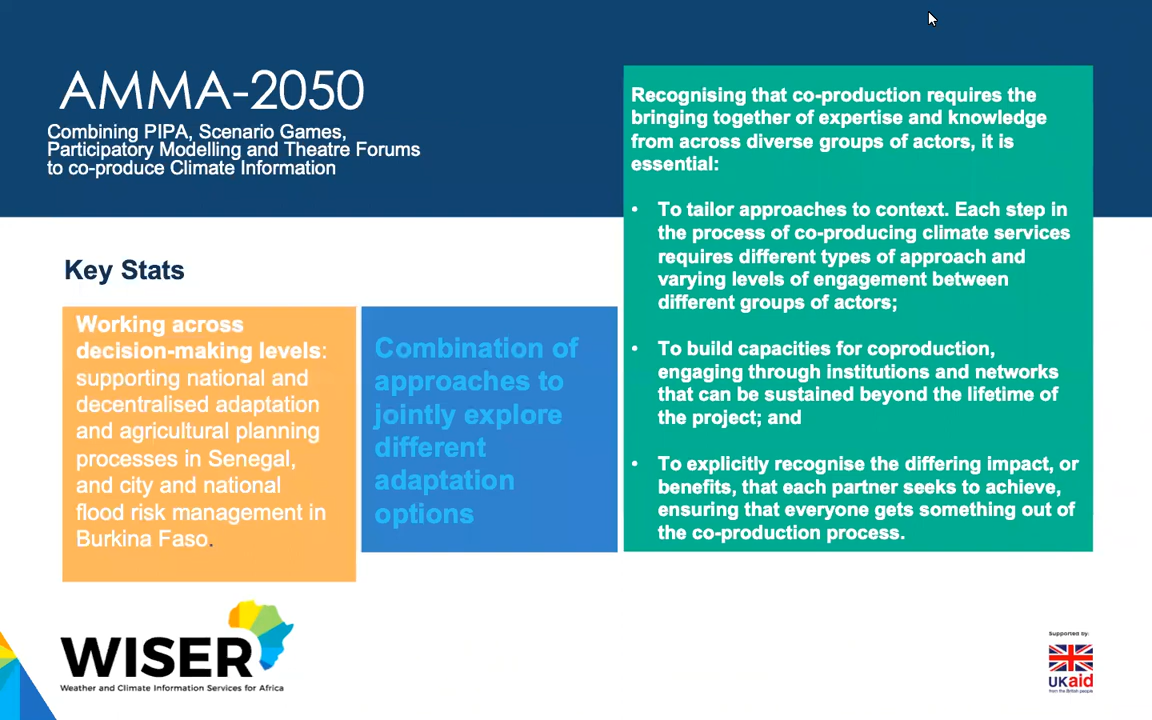 AMMA-2050
Combining PIPA, Scenario Games,
Participatory Modelling and Theatre Forums
to co-produce Climate Information
Key Stats
Working across
decision-making levels:
supporting national and
decentralised adaptation
and agricultural planning
processes in Senegal,
and city and national
flood risk management in
Burkina Faso.
Combination of
approaches to
jointly explore
different
adaptation
options
Recognising that co-production requires the
bringing together of expertise and knowledge
from across diverse groups of actors, it is
essential:
• To tailor approaches to context. Each step in
the process of co-producing climate services
requires different types of approach and
varying levels of engagement between
different groups of actors;
• To build capacities for coproduction,
engaging through institutions and networks
that can be sustained beyond the lifetime of
the project; and
• To explicitly recognise the differing impact, or
benefits, that each partner seeks to achieve,
ensuring that everyone gets something out of
the co-production process.
WISER
Weather and Climate Information Services for Africa
Supported by:
UKaid
from the British people